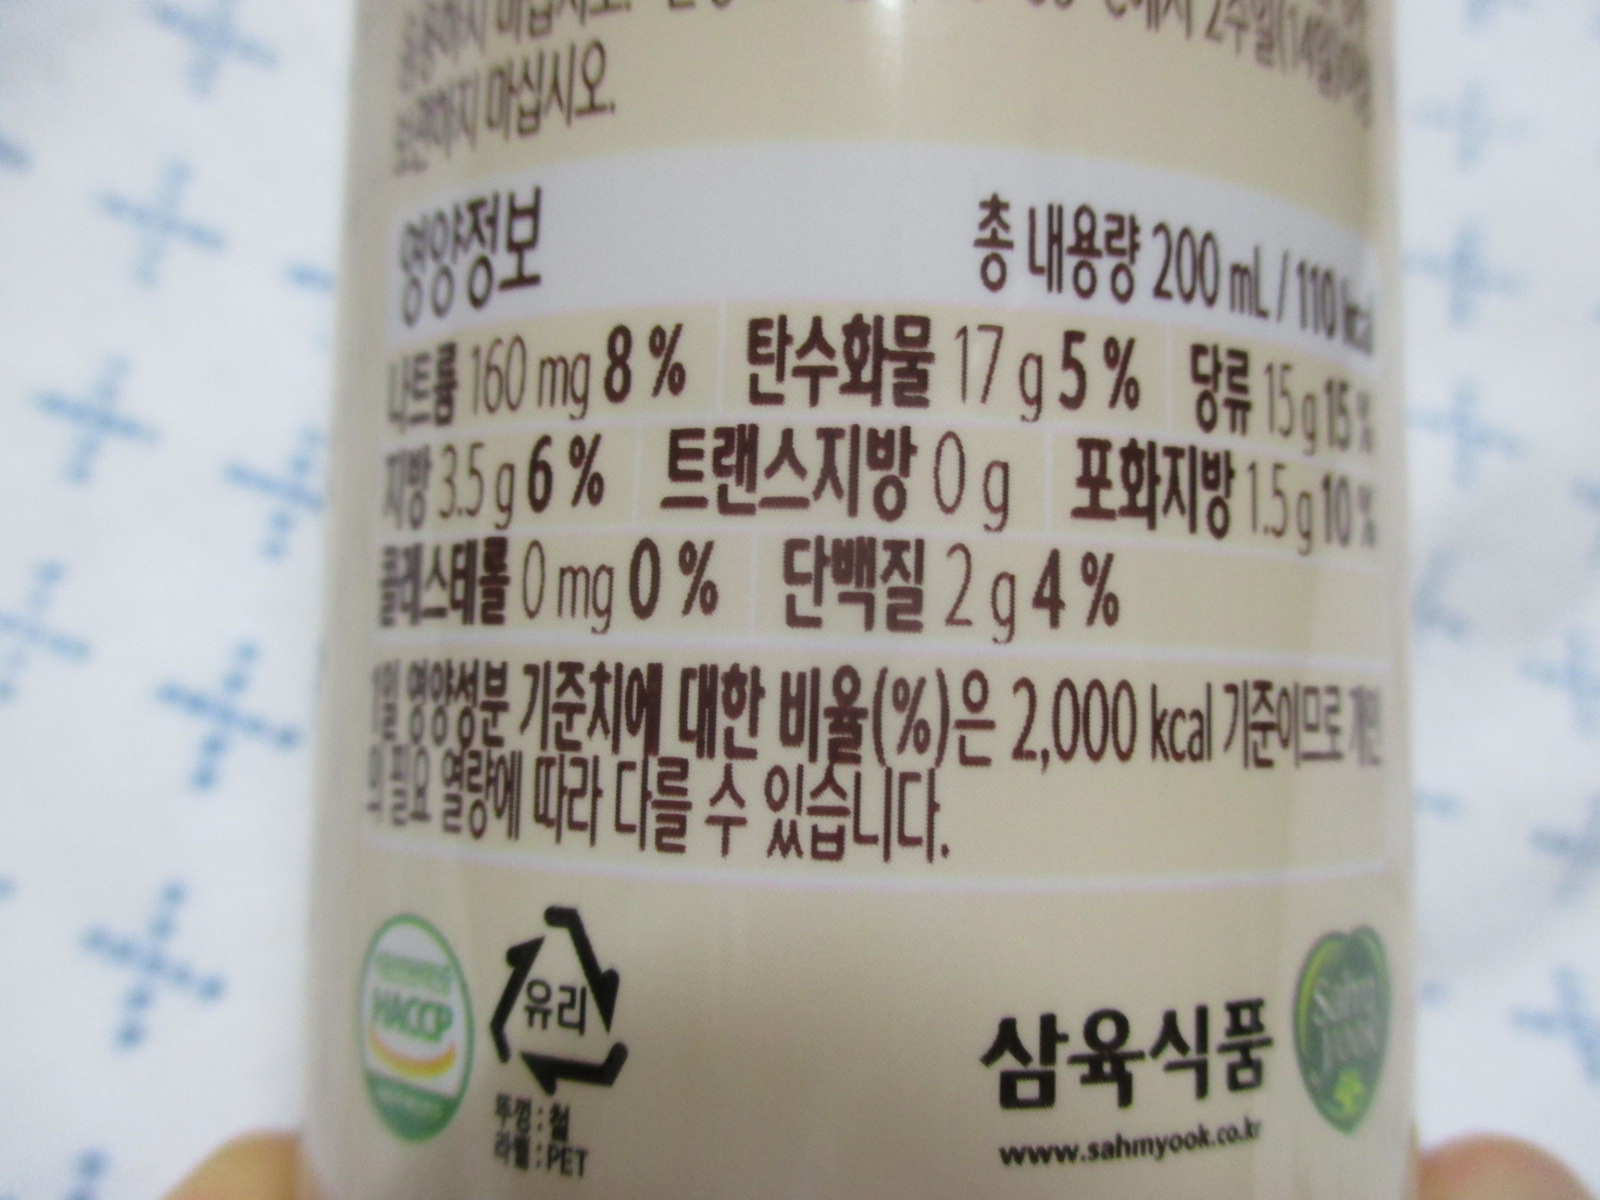 마십시오.
영양정보 총 내용량 200 mL / 110 kcal
나트륨 160 mg 8 % 탄수화물 17 g 5 % 당류 15 g 15 %
지방 3.5 g 6 % 트랜스지방 0 g 포화지방 1.5 g 10 %
콜레스테롤 0 mg 0 % 단백질 2 g 4 %
1일 영양성분 기준치에 대한 비율(%)은 2,000 kcal 기준이므로 개인
필요 열량에 따라 다를 수 있습니다.
HACCP
유리
뚜껑 : 철
라벨 : PET
삼육식품
www.sahmyook.co.kr
Sahm
yook